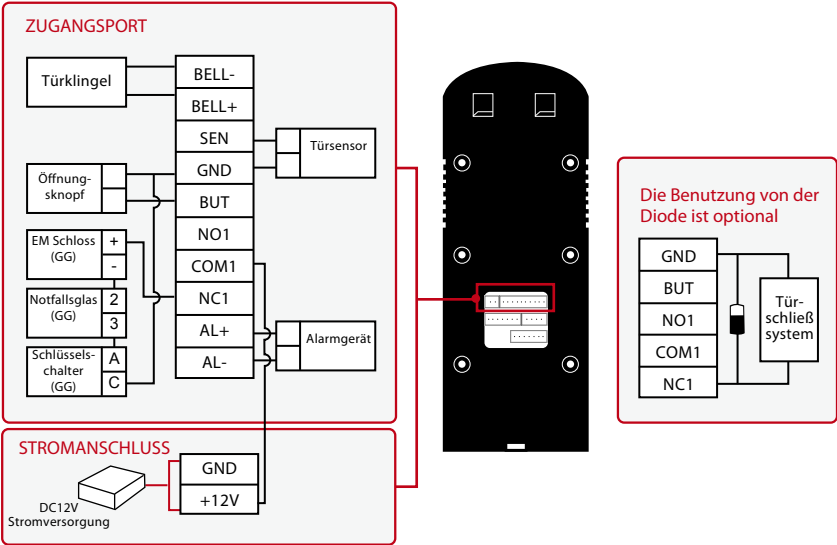 ZUGANGSPORT
Türklingel
BELL-
BELL+
SEN
GND
BUT
NO1
COM1
NC1
AL+
AL-
Türsensor
Öffnung-
sknopf
EM Schloss
(GG)
+
-
Notfallsglas
(GG)
2
3
Schlüssels-
chalter
(GG)
A
C
Alarmgerät
STROMANSCHLUSS
DC12V
Stromversorgung
GND
+12V
Die Benutzung von der
Diode ist optional
GND
BUT
NO1
COM1
NC1
Tür-
schließ
system